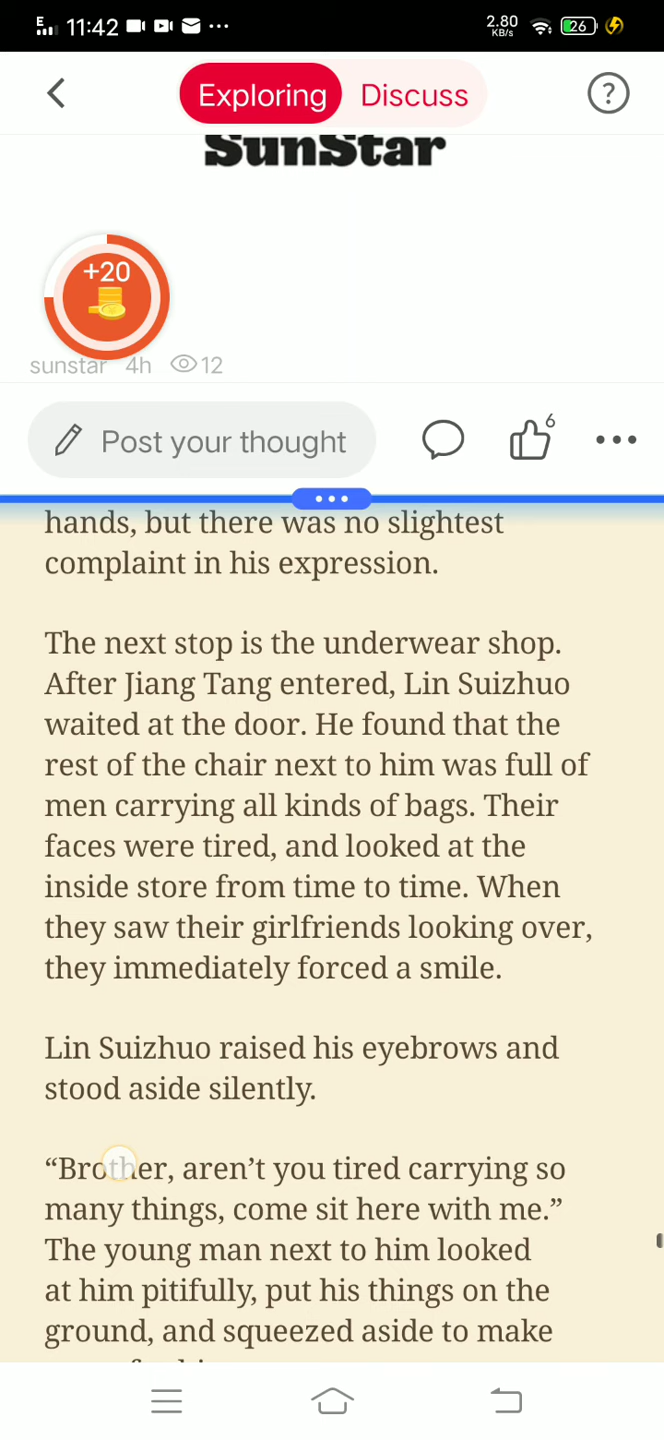 E
11:42
2.80
KB/s
26
Exploring
Discuss
?
SunStar
+20
sunstar 4h 12
Post your thought
6
hands, but there was no slightest
complaint in his expression.
The next stop is the underwear shop.
After Jiang Tang entered, Lin Suizhuo
waited at the door. He found that the
rest of the chair next to him was full of
men carrying all kinds of bags. Their
faces were tired, and looked at the
inside store from time to time. When
they saw their girlfriends looking over,
they immediately forced a smile.
Lin Suizhuo raised his eyebrows and
stood aside silently.
“Brother, aren’t you tired carrying so
many things, come sit here with me.”
The young man next to him looked
at him pitifully, put his things on the
ground, and squeezed aside to make